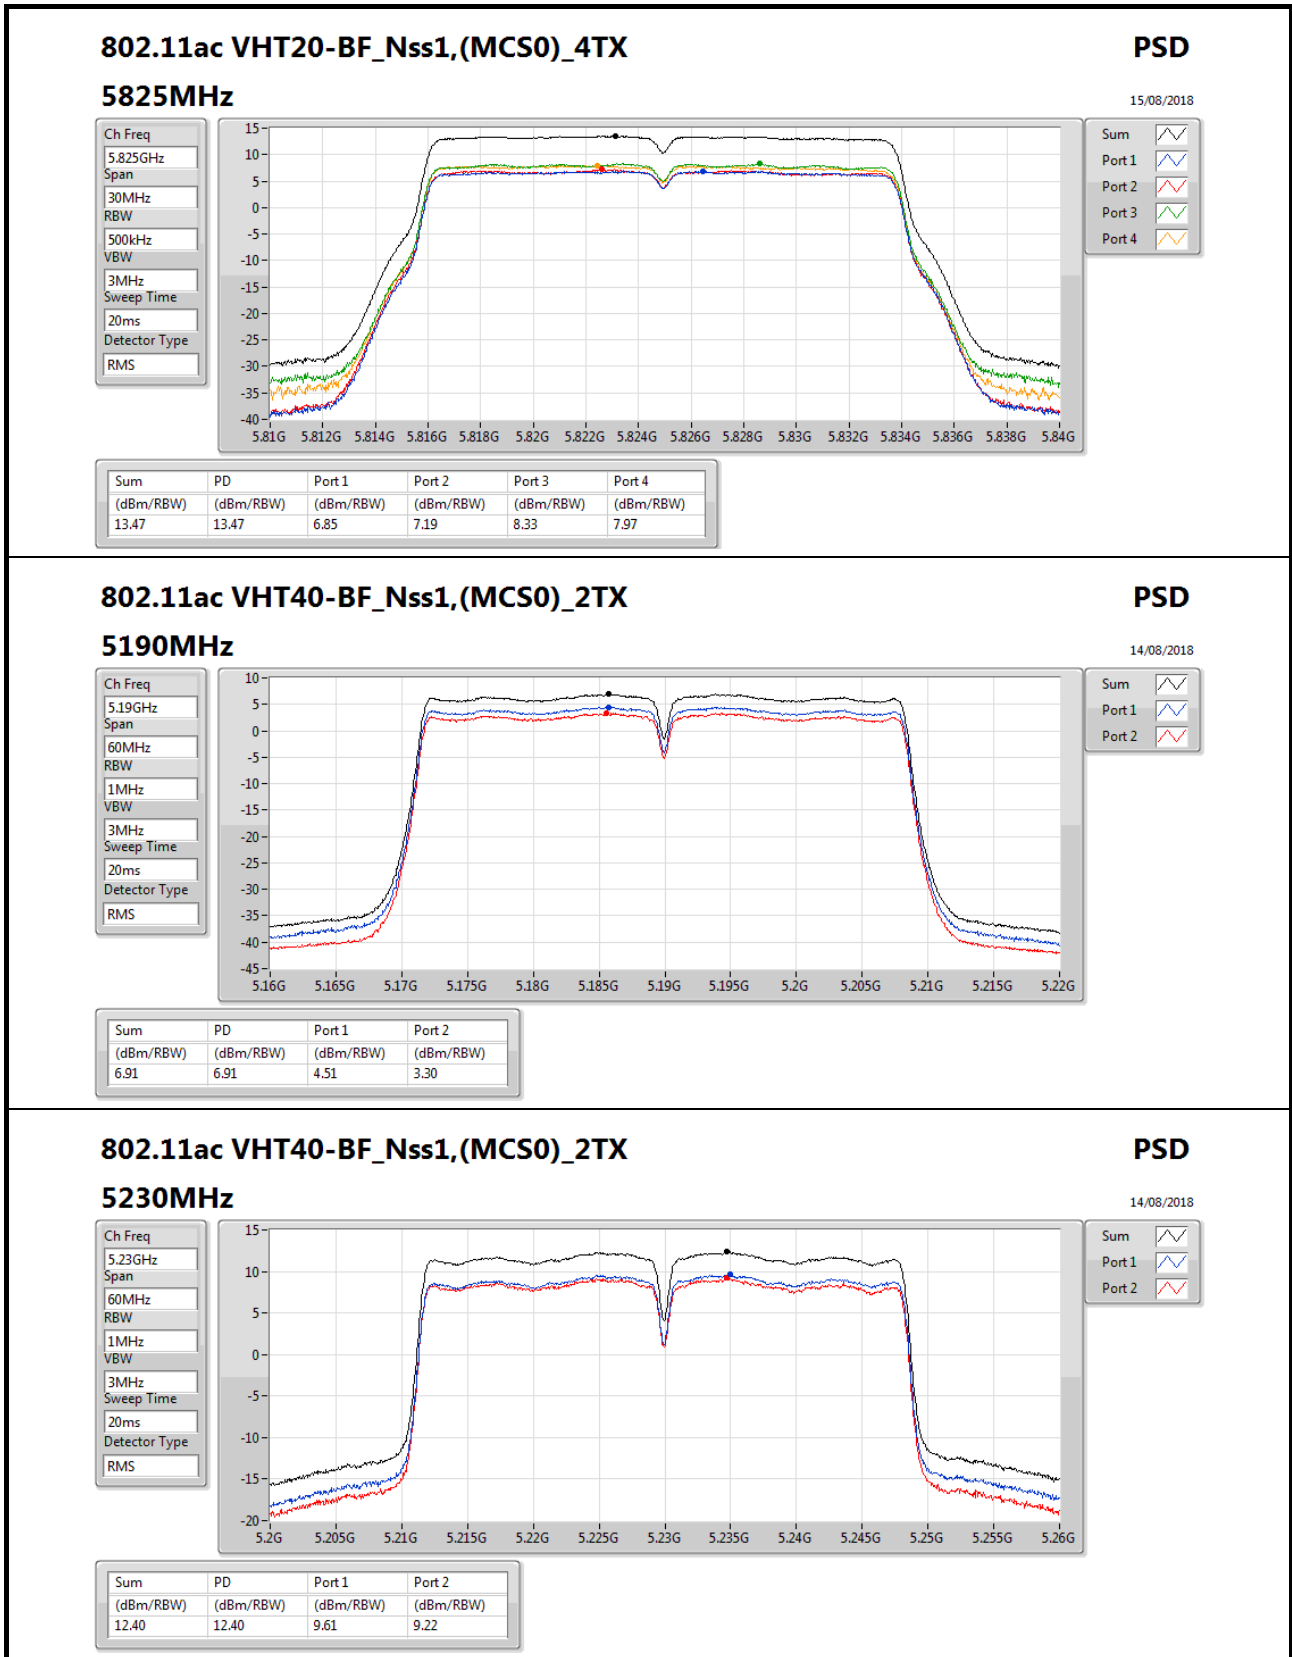 802.11ac VHT20-BF_Nss1,(MCS0)_4TX PSD
5825MHz 15/08/2018
Ch Freq
5.825GHz
Span
30MHz
RBW
500kHz
VBW
3MHz
Sweep Time
20ms
Detector Type
RMS
15
10
5
0
-5
-10
-15
-20
-25
-30
-35
-40
5.81G 5.812G 5.814G 5.816G 5.818G 5.82G 5.822G 5.824G 5.826G 5.828G 5.83G 5.832G 5.834G 5.836G 5.838G 5.84G
Sum
Port 1
Port 2
Port 3
Port 4
Sum PD Port 1 Port 2 Port 3 Port 4
(dBm/RBW) (dBm/RBW) (dBm/RBW) (dBm/RBW) (dBm/RBW) (dBm/RBW)
13.47 13.47 6.85 7.19 8.33 7.97
802.11ac VHT40-BF_Nss1,(MCS0)_2TX PSD
5190MHz 14/08/2018
Ch Freq
5.19GHz
Span
60MHz
RBW
1MHz
VBW
3MHz
Sweep Time
20ms
Detector Type
RMS
10
5
0
-5
-10
-15
-20
-25
-30
-35
-40
-45
5.16G 5.165G 5.17G 5.175G 5.18G 5.185G 5.19G 5.195G 5.2G 5.205G 5.21G 5.215G 5.22G
Sum
Port 1
Port 2
Sum PD Port 1 Port 2
(dBm/RBW) (dBm/RBW) (dBm/RBW) (dBm/RBW)
6.91 6.91 4.51 3.30
802.11ac VHT40-BF_Nss1,(MCS0)_2TX PSD
5230MHz 14/08/2018
Ch Freq
5.23GHz
Span
60MHz
RBW
1MHz
VBW
3MHz
Sweep Time
20ms
Detector Type
RMS
15
10
5
0
-5
-10
-15
-20
5.2G 5.205G 5.21G 5.215G 5.22G 5.225G 5.23G 5.235G 5.24G 5.245G 5.25G 5.255G 5.26G
Sum
Port 1
Port 2
Sum PD Port 1 Port 2
(dBm/RBW) (dBm/RBW) (dBm/RBW) (dBm/RBW)
12.40 12.40 9.61 9.22